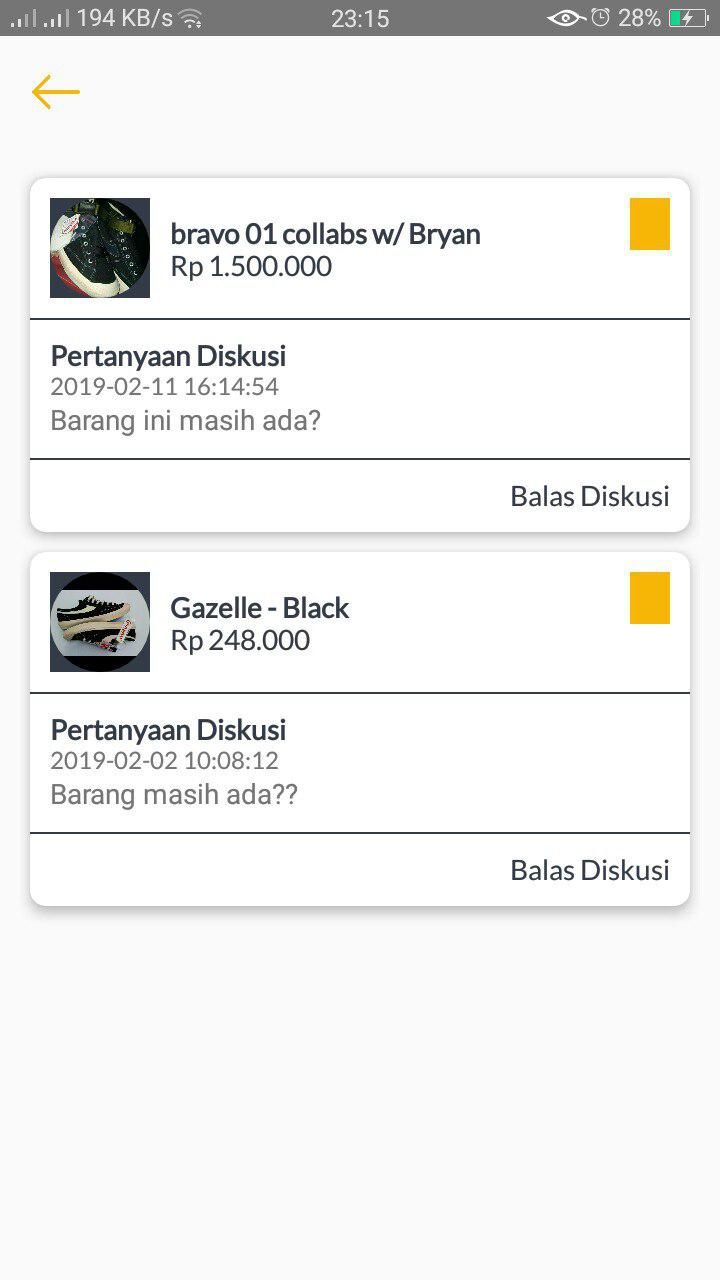 194 KB/s 23:15 28%
bravo 01 collabs w/ Bryan
Rp 1.500.000
Pertanyaan Diskusi
2019-02-11 16:14:54
Barang ini masih ada?
Balas Diskusi
Gazelle - Black
Rp 248.000
Pertanyaan Diskusi
2019-02-02 10:08:12
Barang masih ada??
Balas Diskusi